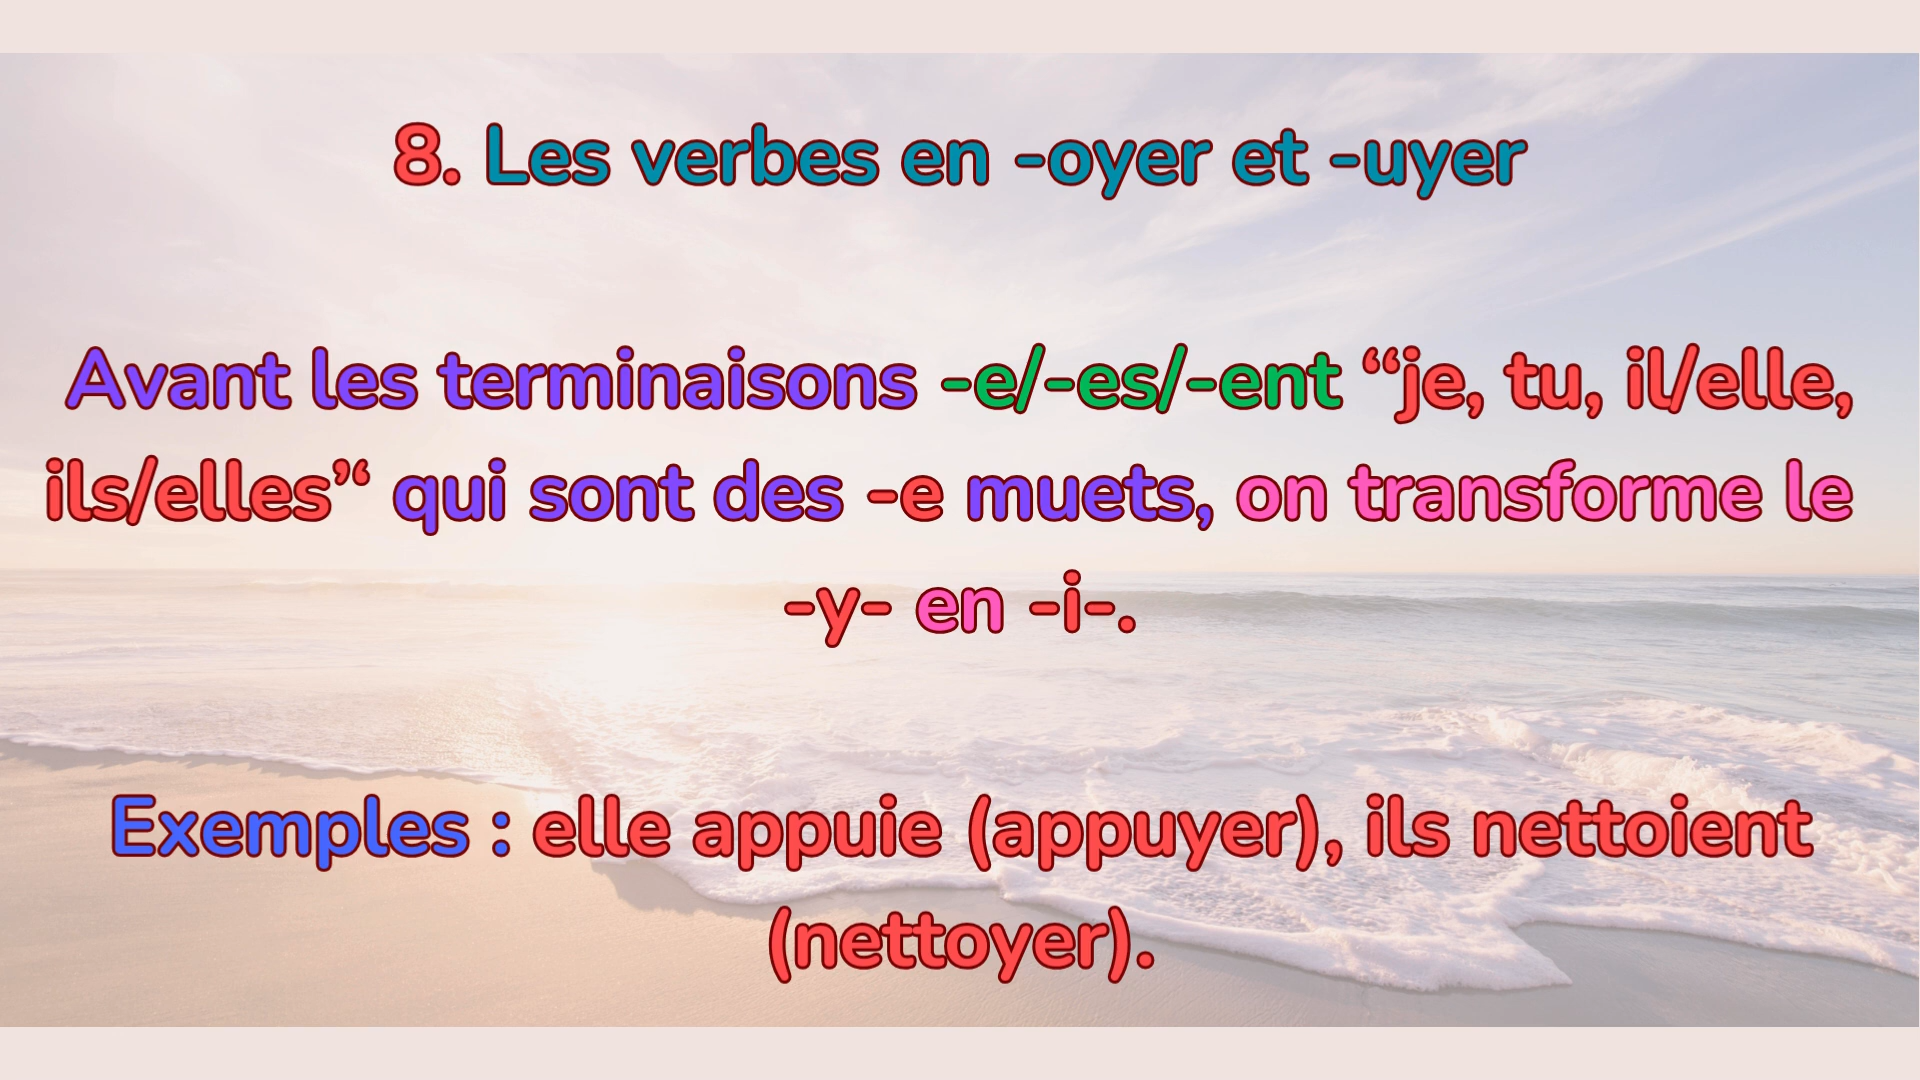 8. Les verbes en -oyer et -uyer
Avant les terminaisons -e/-es/-ent “je, tu, il/elle,
ils/elles”“ qui sont des -e muets, on transforme le
-y- en -i-.
Exemples : elle appuie (appuyer), ils nettoient
(nettoyer).